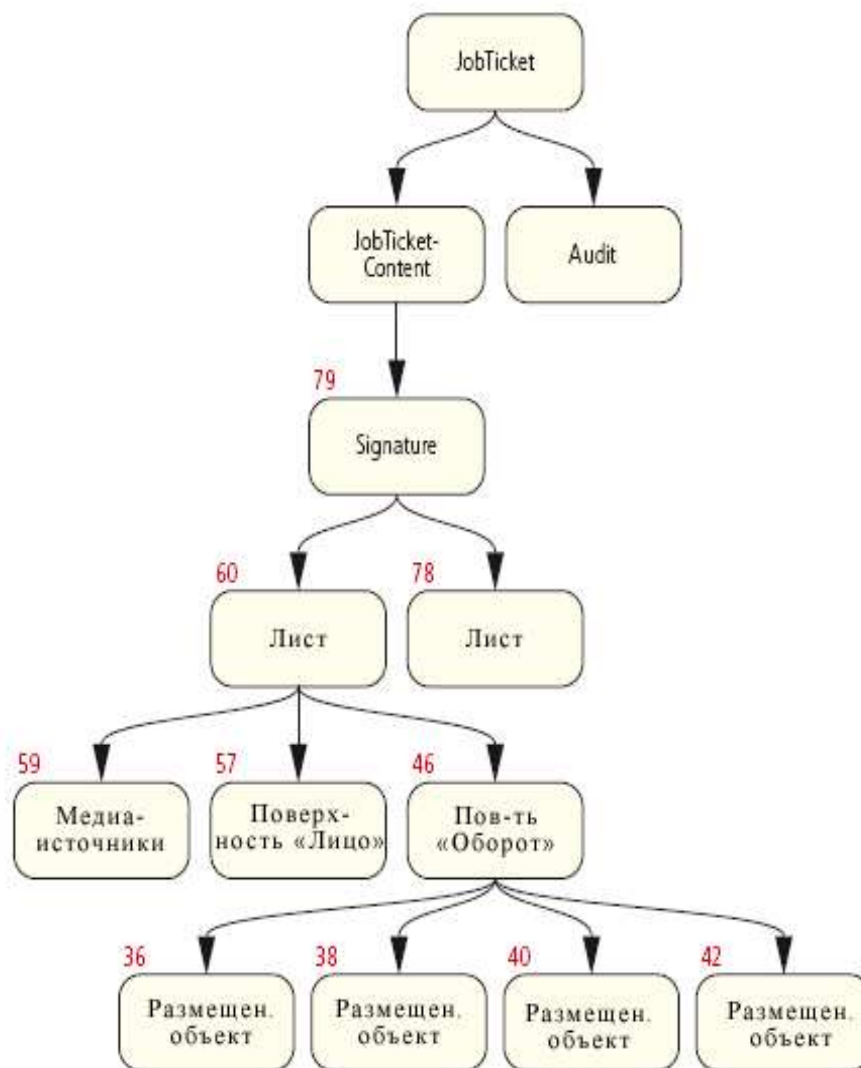 JobTicket
JobTicket-
Content
Audit
79
Signature
60
78
Лист
Лист
59
57
46
Медиа-
источники
Поверх-
ность «Лицо»
Пов-ть
«Оборот»
36
38
40
42
Размещен.
объект
Размещен.
объект
Размещен.
объект
Размещен.
объект